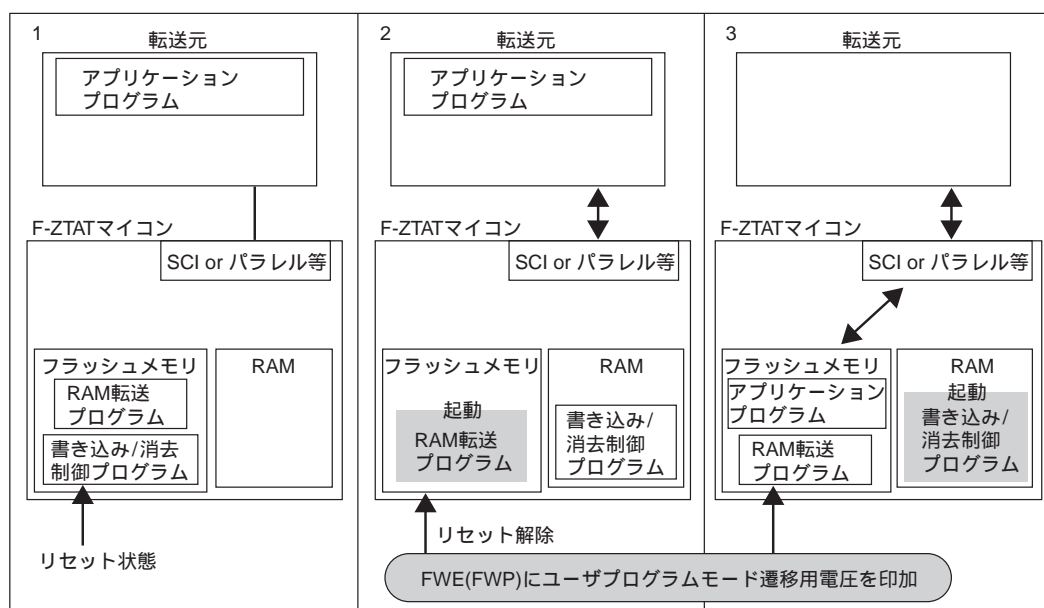 1
転送元
アプリケーション
プログラム
F-ZTATマイコン
SCI or パラレル等
フラッシュメモリ
RAM転送
プログラム
書き込み/消去
制御プログラム
RAM
リセット状態
2
転送元
アプリケーション
プログラム
F-ZTATマイコン
SCI or パラレル等
フラッシュメモリ
起動
RAM転送
プログラム
RAM
書き込み/
消去制御
プログラム
リセット解除
3
転送元
F-ZTATマイコン
SCI or パラレル等
フラッシュメモリ
アプリケーション
プログラム
RAM転送
プログラム
RAM
起動
書き込み/
消去制御
プログラム
FWE(FWP)にユーザプログラムモード遷移用電圧を印加